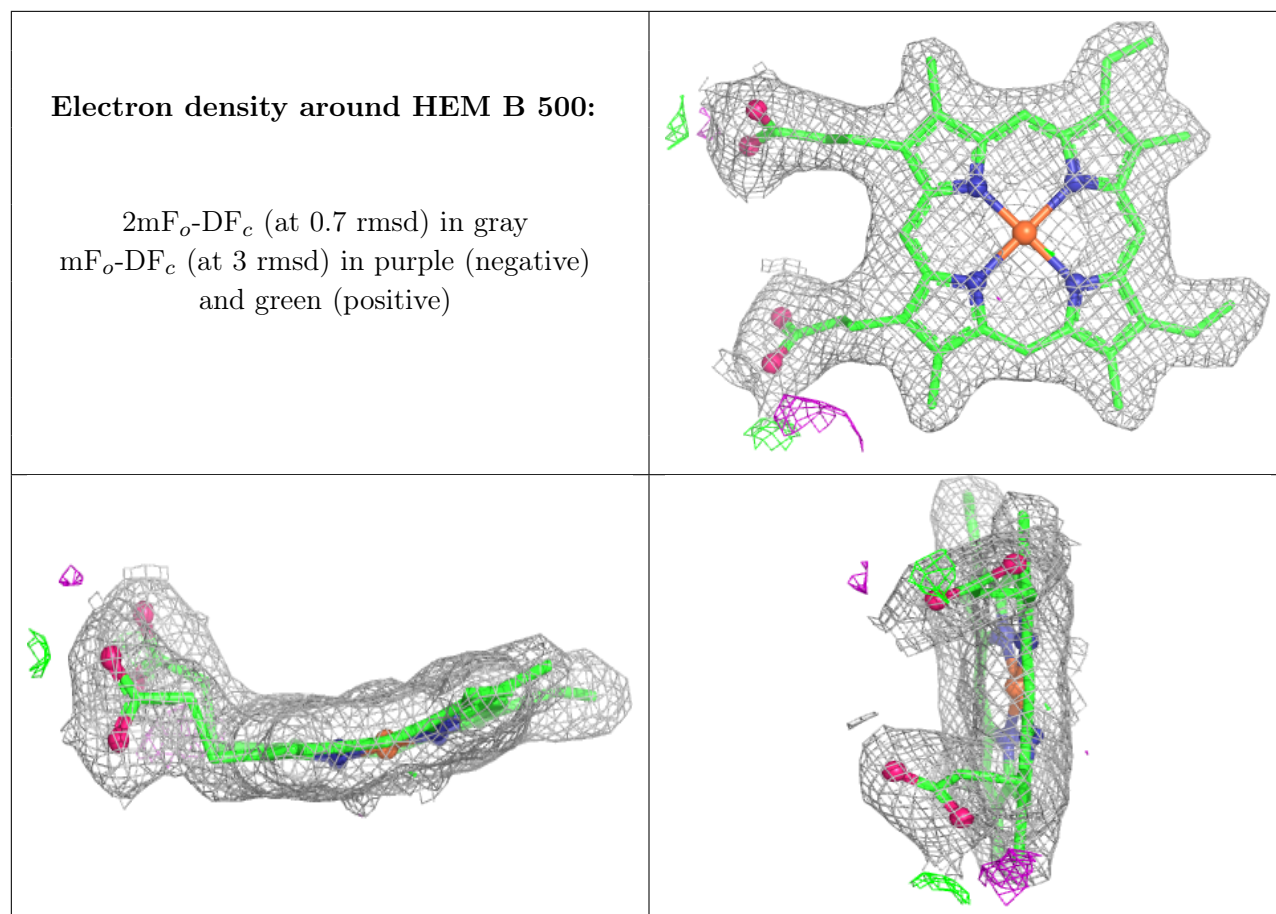 Electron density around HEM B 500:
2mFo-DFc (at 0.7 rmsd) in gray
mFo-DFc (at 3 rmsd) in purple (negative)
and green (positive)